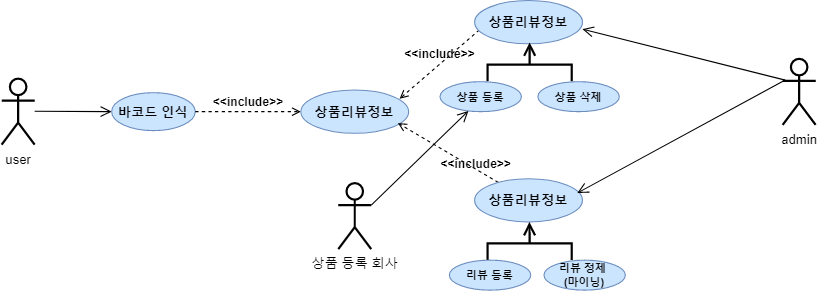 상품리뷰정보
<<include>>
상품 등록
상품 삭제
바코드 인식
<<include>>
상품리뷰정보
user
admin
<<include>>
상품리뷰정보
상품 등록 회사
리뷰 등록
리뷰 정제
(마이닝)